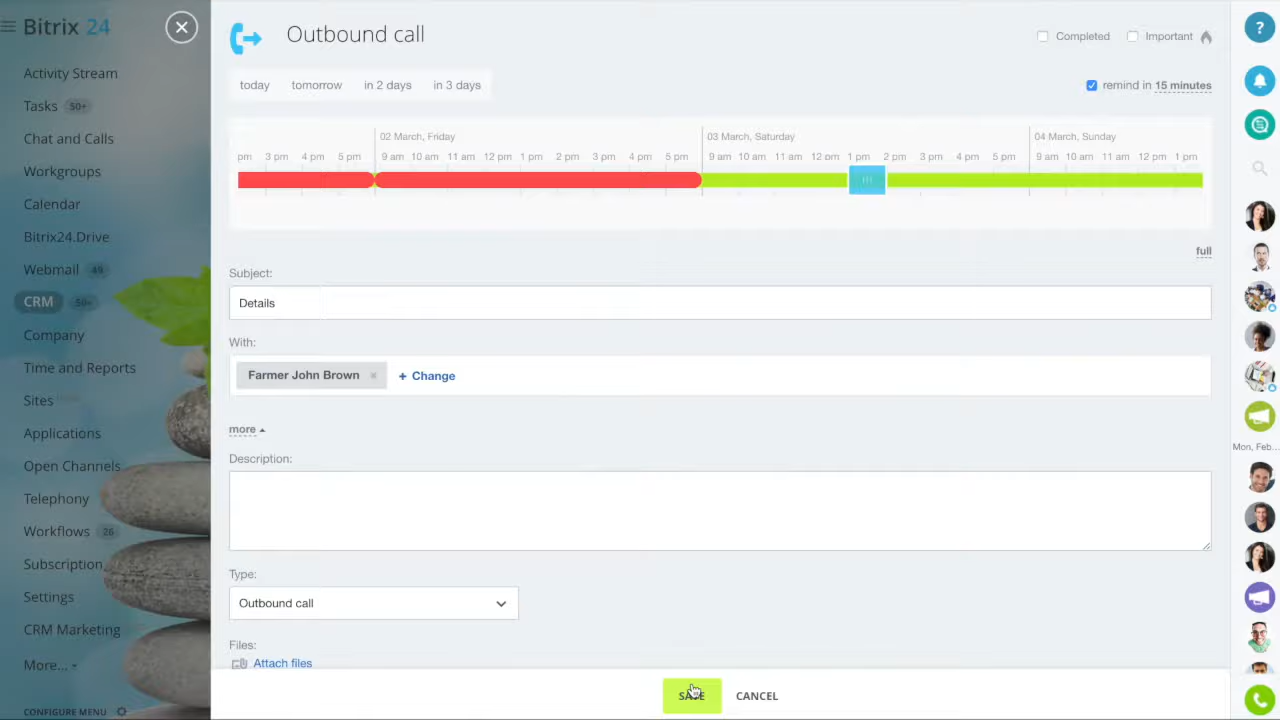 Bitrix 24
Activity Stream
Tasks 50+
Chat and Calls
Workgroups
Calendar
Bitrix24.Drive
Webmail 49
CRM 50+
Company
Time and Reports
Sites
Applications
Open Channels
Telephony
Workflows 26
Subscription
Settings
CRM Marketing
More...
CONFIGURE MENU
Outbound call
Completed Important
today tomorrow in 2 days in 3 days
remind in 15 minutes
02 March, Friday 03 March, Saturday 04 March, Sunday
pm 3 pm 4 pm 5 pm 9 am 10 am 11 am 12 pm 1 pm 2 pm 3 pm 4 pm 5 pm 9 am 10 am 11 am 12 pm 1 pm 2 pm 3 pm 4 pm 5 pm 9 am 10 am 11 am 12 pm 1 pm
full
Subject:
Details
With:
Farmer John Brown × + Change
more
Description:
Type:
Outbound call
Files:
Attach files
SAVE CANCEL
?
Mon, Feb...